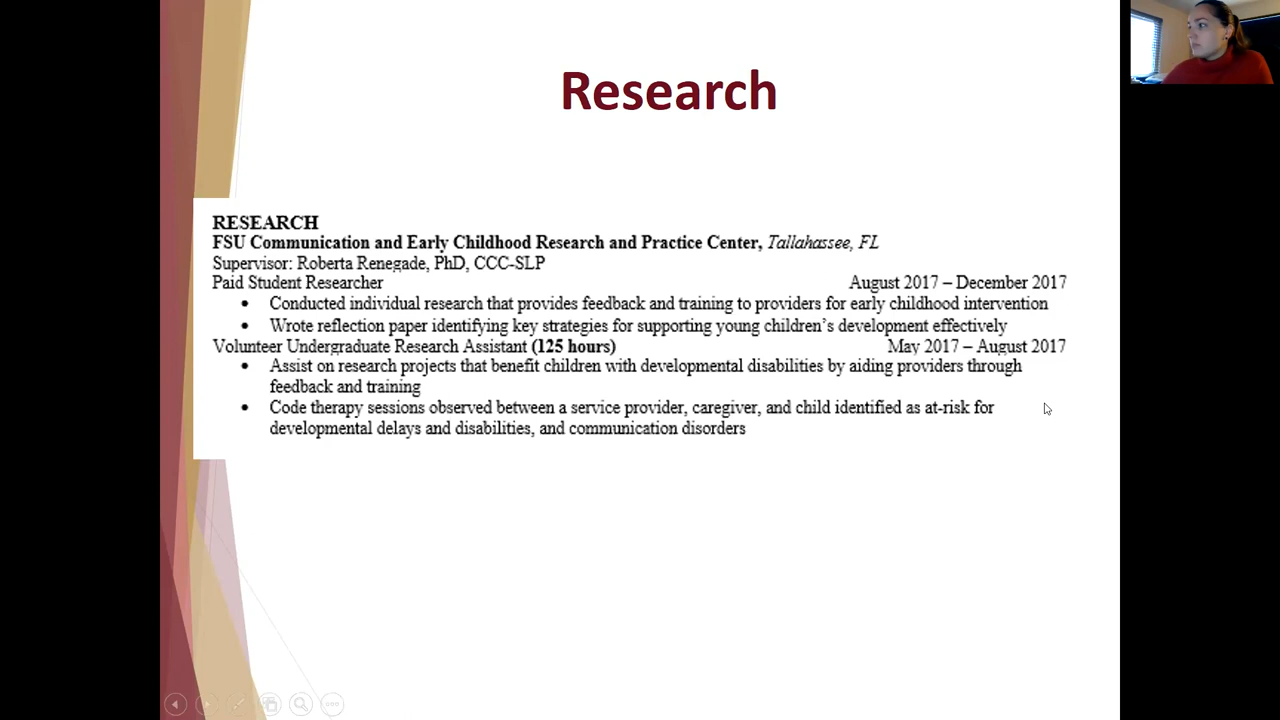 Research
RESEARCH
FSU Communication and Early Childhood Research and Practice Center, Tallahassee, FL
Supervisor: Roberta Renegade, PhD, CCC-SLP
Paid Student Researcher August 2017 – December 2017
• Conducted individual research that provides feedback and training to providers for early childhood intervention
• Wrote reflection paper identifying key strategies for supporting young children’s development effectively
Volunteer Undergraduate Research Assistant (125 hours) May 2017 – August 2017
• Assist on research projects that benefit children with developmental disabilities by aiding providers through
feedback and training
• Code therapy sessions observed between a service provider, caregiver, and child identified as at-risk for
developmental delays and disabilities, and communication disorders